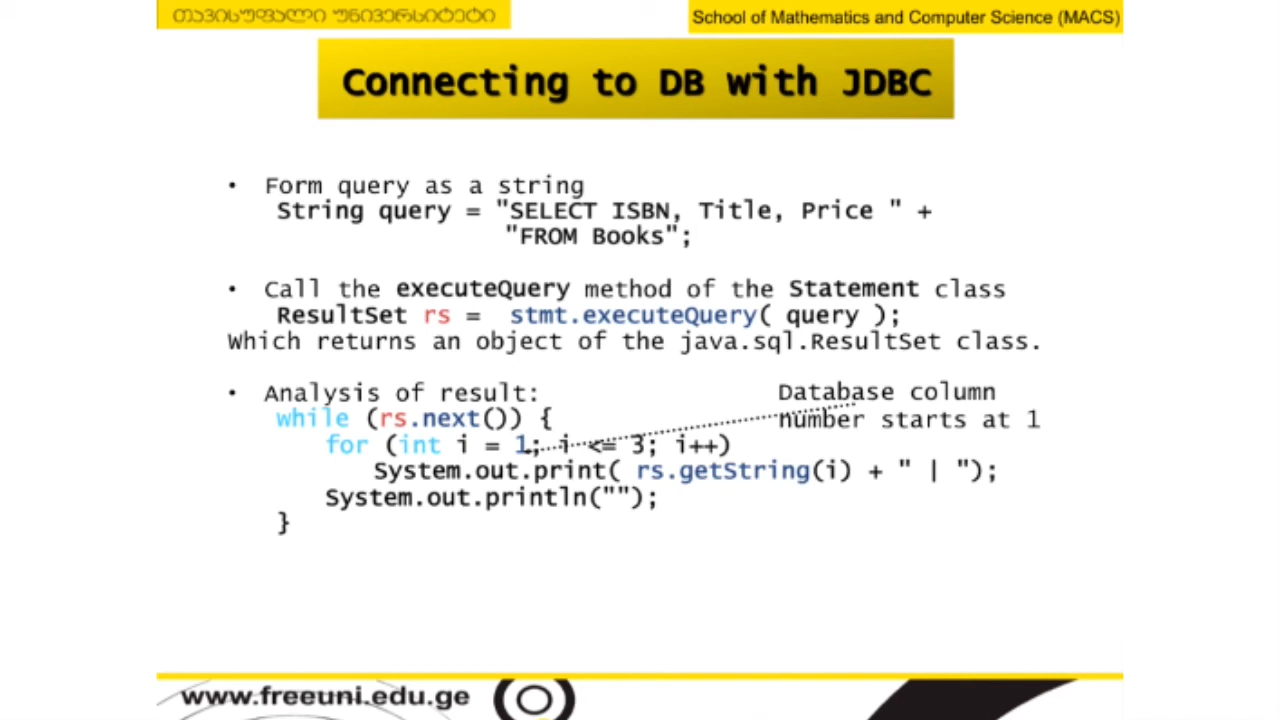 თავისუფალი უნივერსიტეტი
School of Mathematics and Computer Science (MACS)
Connecting to DB with JDBC
• Form query as a string
String query = "SELECT ISBN, Title, Price " +
"FROM Books";
• Call the executeQuery method of the Statement class
ResultSet rs = stmt.executeQuery( query );
Which returns an object of the java.sql.ResultSet class.
• Analysis of result:
while (rs.next()) {
for (int i = 1; i <= 3; i++)
System.out.print( rs.getString(i) + " | ");
System.out.println("");
}
Database column
number starts at 1
www.freeuni.edu.ge